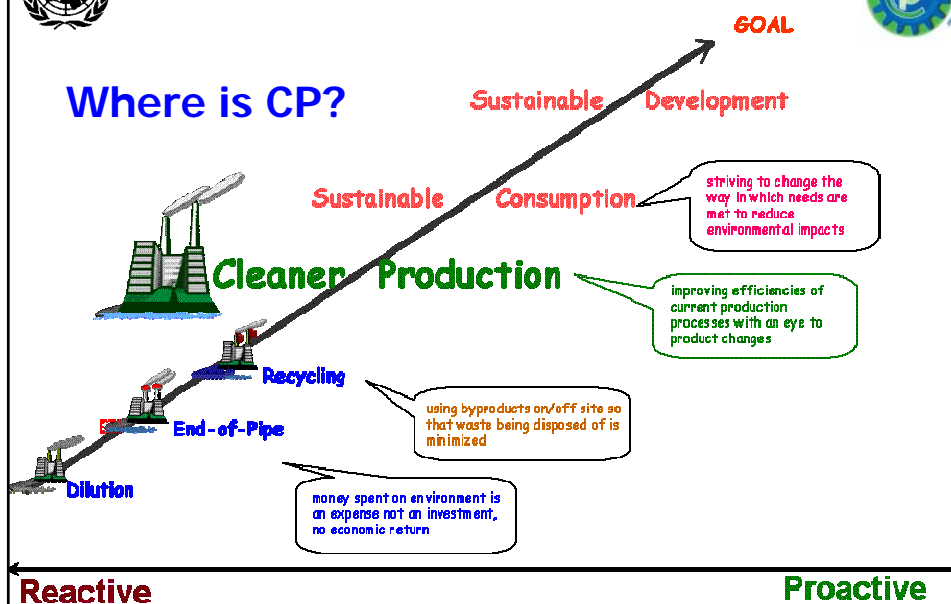 GOAL
Where is CP?
Sustainable Development
Sustainable Consumption
striving to change the
way in which needs are
met to reduce
environmental impacts
Cleaner Production
improving efficiencies of
current production
processes with an eye to
product changes
Recycling
using byproducts on/off site so
that waste being disposed of is
minimized
End-of-Pipe
Dilution
money spent on environment is
an expense not an investment,
no economic return
Reactive
Proactive